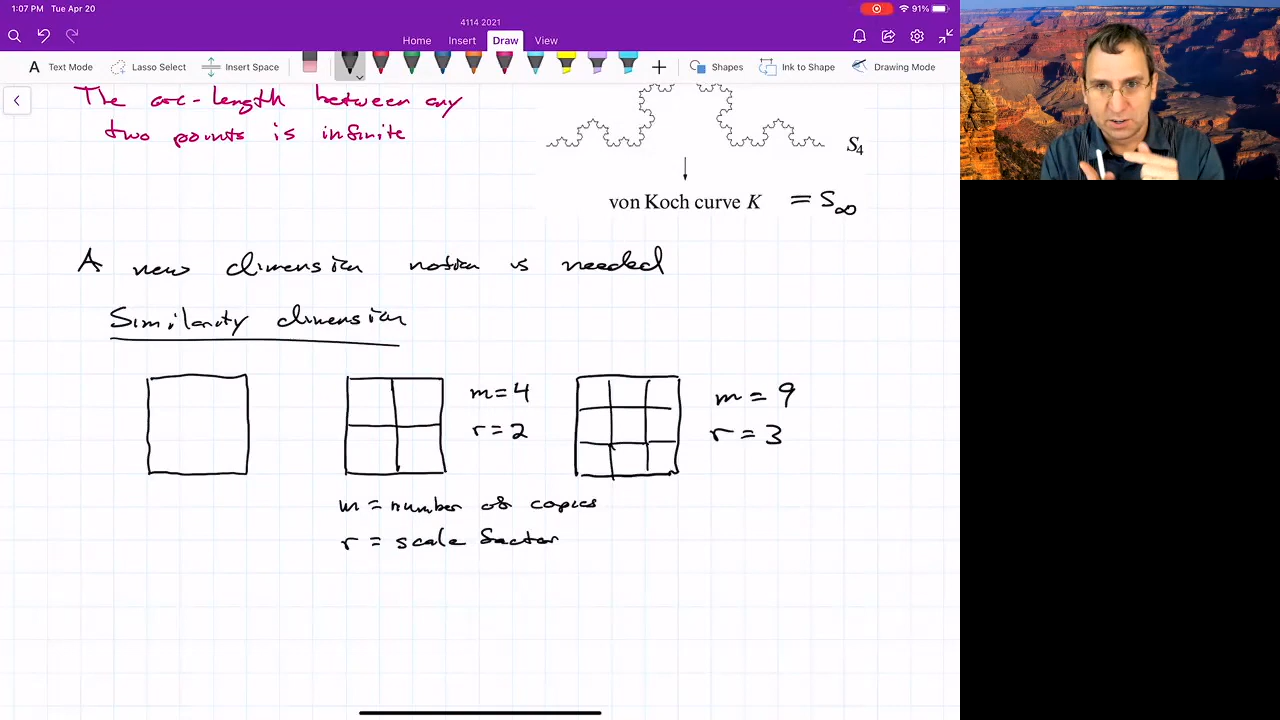 1:07 PM Tue Apr 20
91%
4114 2021
Home Insert Draw View
Text Mode Lasso Select Insert Space Shapes Ink to Shape Drawing Mode
The arc-length between any
two points is infinite
S4
von Koch curve K = S∞
A new dimension notion is needed
Similarity dimension
m=4
r=2
m = 9
r = 3
m = number of copies
r = scale factor